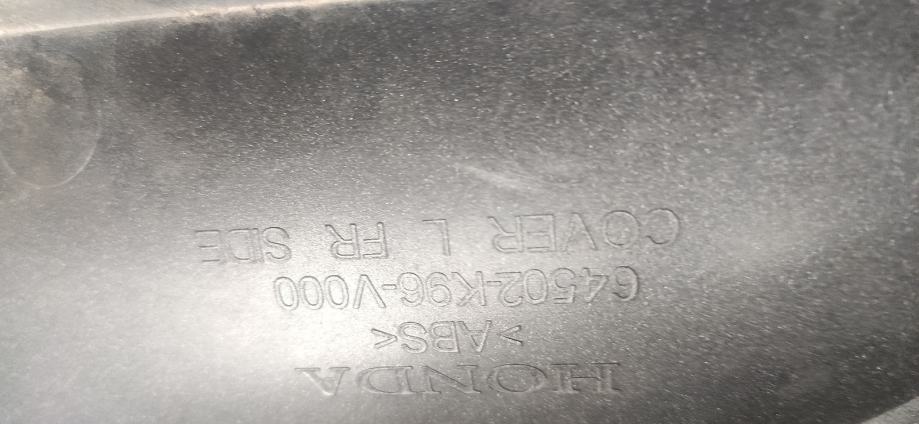 HONDA
>ABS<
64502-K96-V000
COVER L FR SIDE